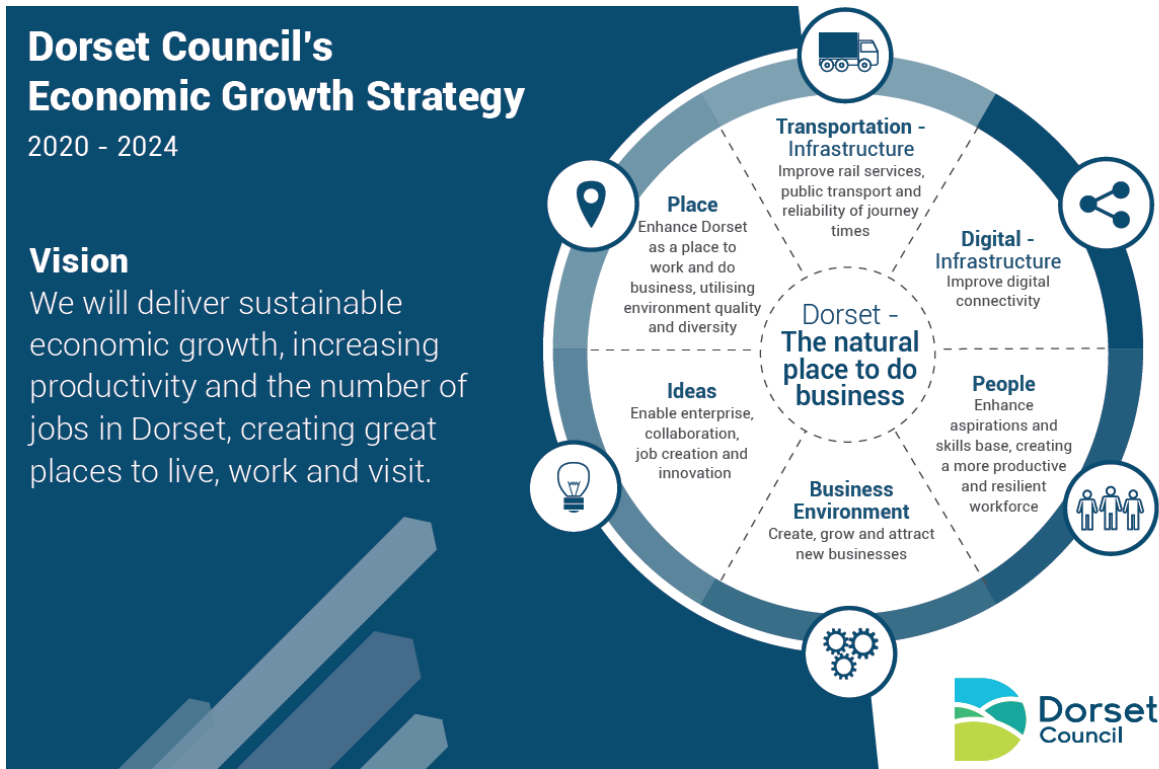 Dorset Council's
Economic Growth Strategy
2020 - 2024
Vision
We will deliver sustainable
economic growth, increasing
productivity and the number of
jobs in Dorset, creating great
places to live, work and visit.
Transportation -
Infrastructure
Improve rail services,
public transport and
reliability of journey
times
Digital -
Infrastructure
Improve digital
connectivity
People
Enhance
aspirations and
skills base, creating
a more productive
and resilient
workforce
Business
Environment
Create, grow and attract
new businesses
Ideas
Enable enterprise,
collaboration,
job creation and
innovation
Place
Enhance Dorset
as a place to
work and do
business, utilising
environment quality
and diversity
Dorset -
The natural
place to do
business
Dorset
Council